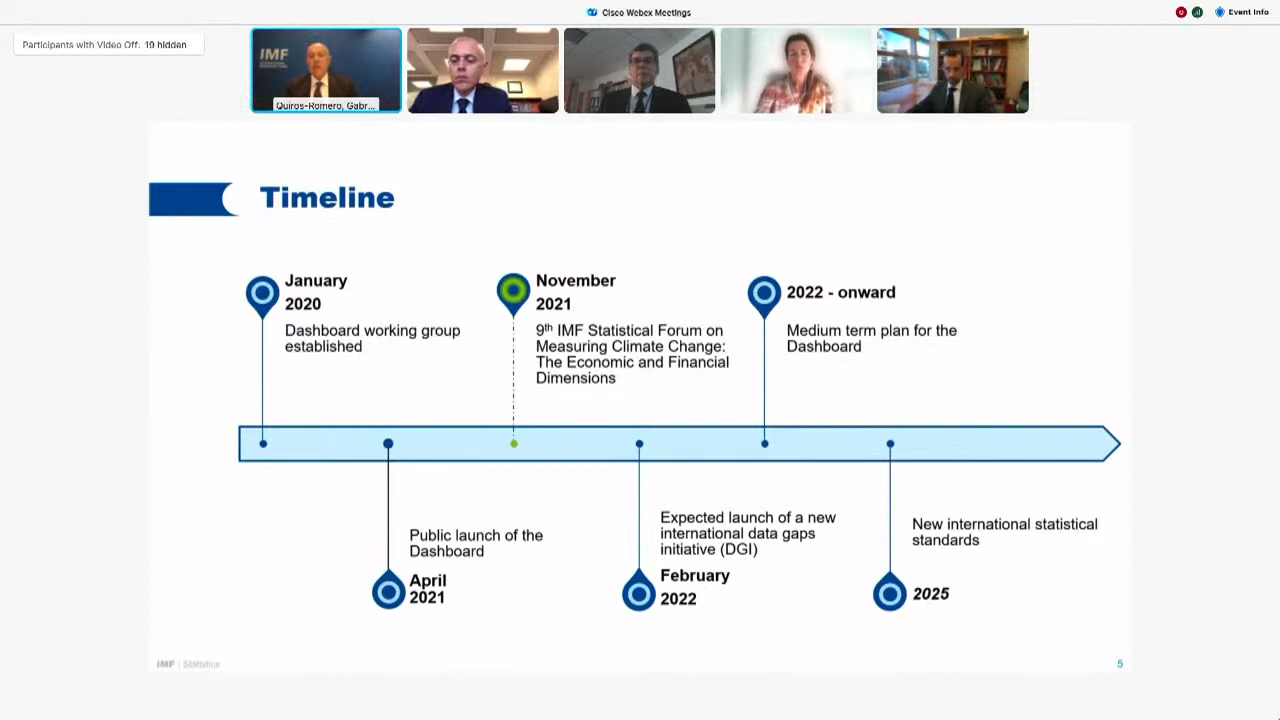 Cisco Webex Meetings
Event Info
Participants with Video Off: 19 hidden
IMF
Quiros-Romero, Gabr...
Timeline
January
2020
Dashboard working group
established
November
2021
9th IMF Statistical Forum on
Measuring Climate Change:
The Economic and Financial
Dimensions
2022 - onward
Medium term plan for the
Dashboard
Public launch of the
Dashboard
April
2021
Expected launch of a new
international data gaps
initiative (DGI)
February
2022
New international statistical
standards
2025
IMF | Statistics
5